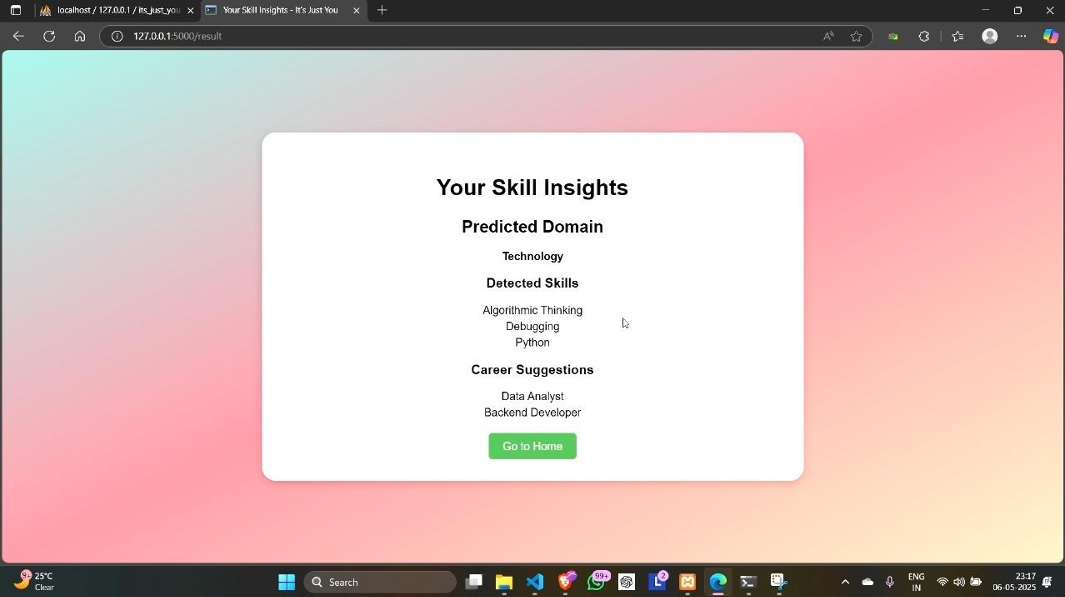 localhost / 127.0.0.1 / its_just_you
Your Skill Insights - It's Just You
127.0.0.1:5000/result
Your Skill Insights
Predicted Domain
Technology
Detected Skills
Algorithmic Thinking
Debugging
Python
Career Suggestions
Data Analyst
Backend Developer
Go to Home
9+
25°C
Clear
Search
99+
L
2
ENG
IN
23:17
06-05-2025